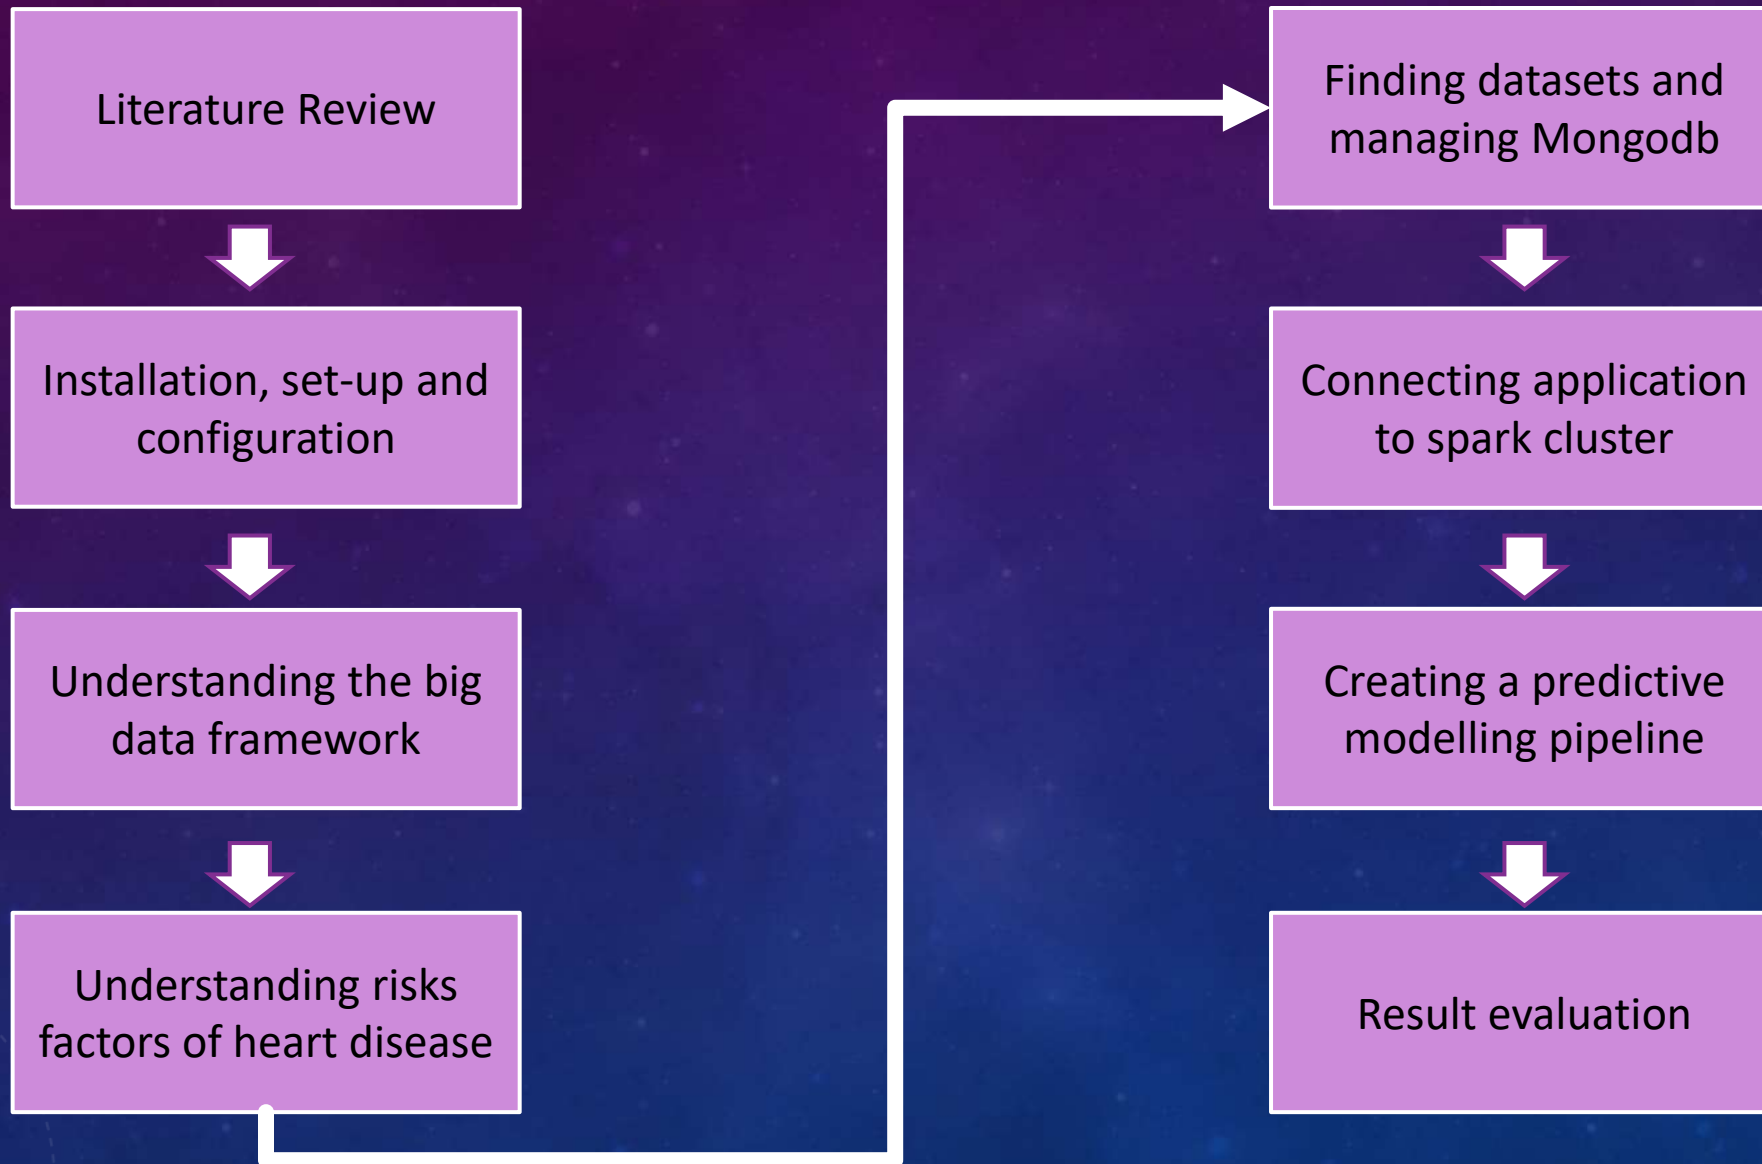 Literature Review
Installation, set-up and
configuration
Understanding the big
data framework
Understanding risks
factors of heart disease
Finding datasets and
managing Mongodb
Connecting application
to spark cluster
Creating a predictive
modelling pipeline
Result evaluation